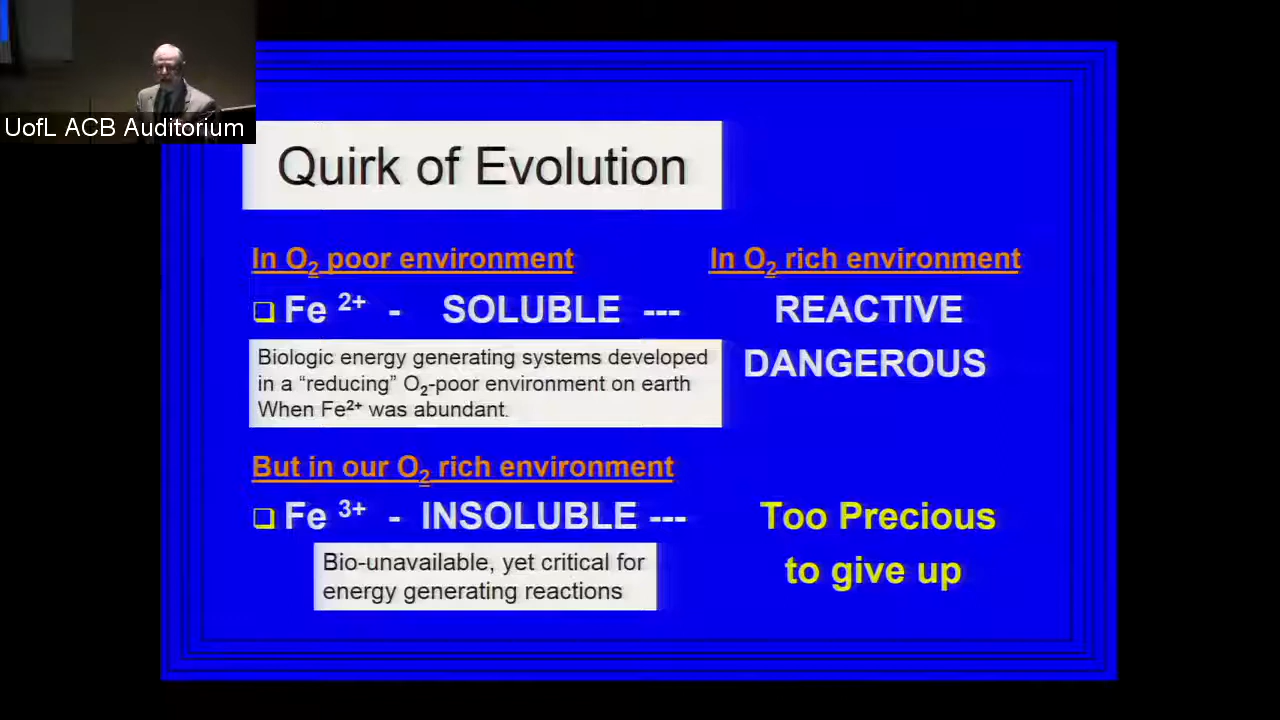 UofL ACB Auditorium
Quirk of Evolution
In O₂ poor environment In O₂ rich environment
❑ Fe ²⁺ - SOLUBLE --- REACTIVE
DANGEROUS
Biologic energy generating systems developed
in a “reducing” O₂-poor environment on earth
When Fe²⁺ was abundant.
But in our O₂ rich environment
❑ Fe ³⁺ - INSOLUBLE --- Too Precious
to give up
Bio-unavailable, yet critical for
energy generating reactions